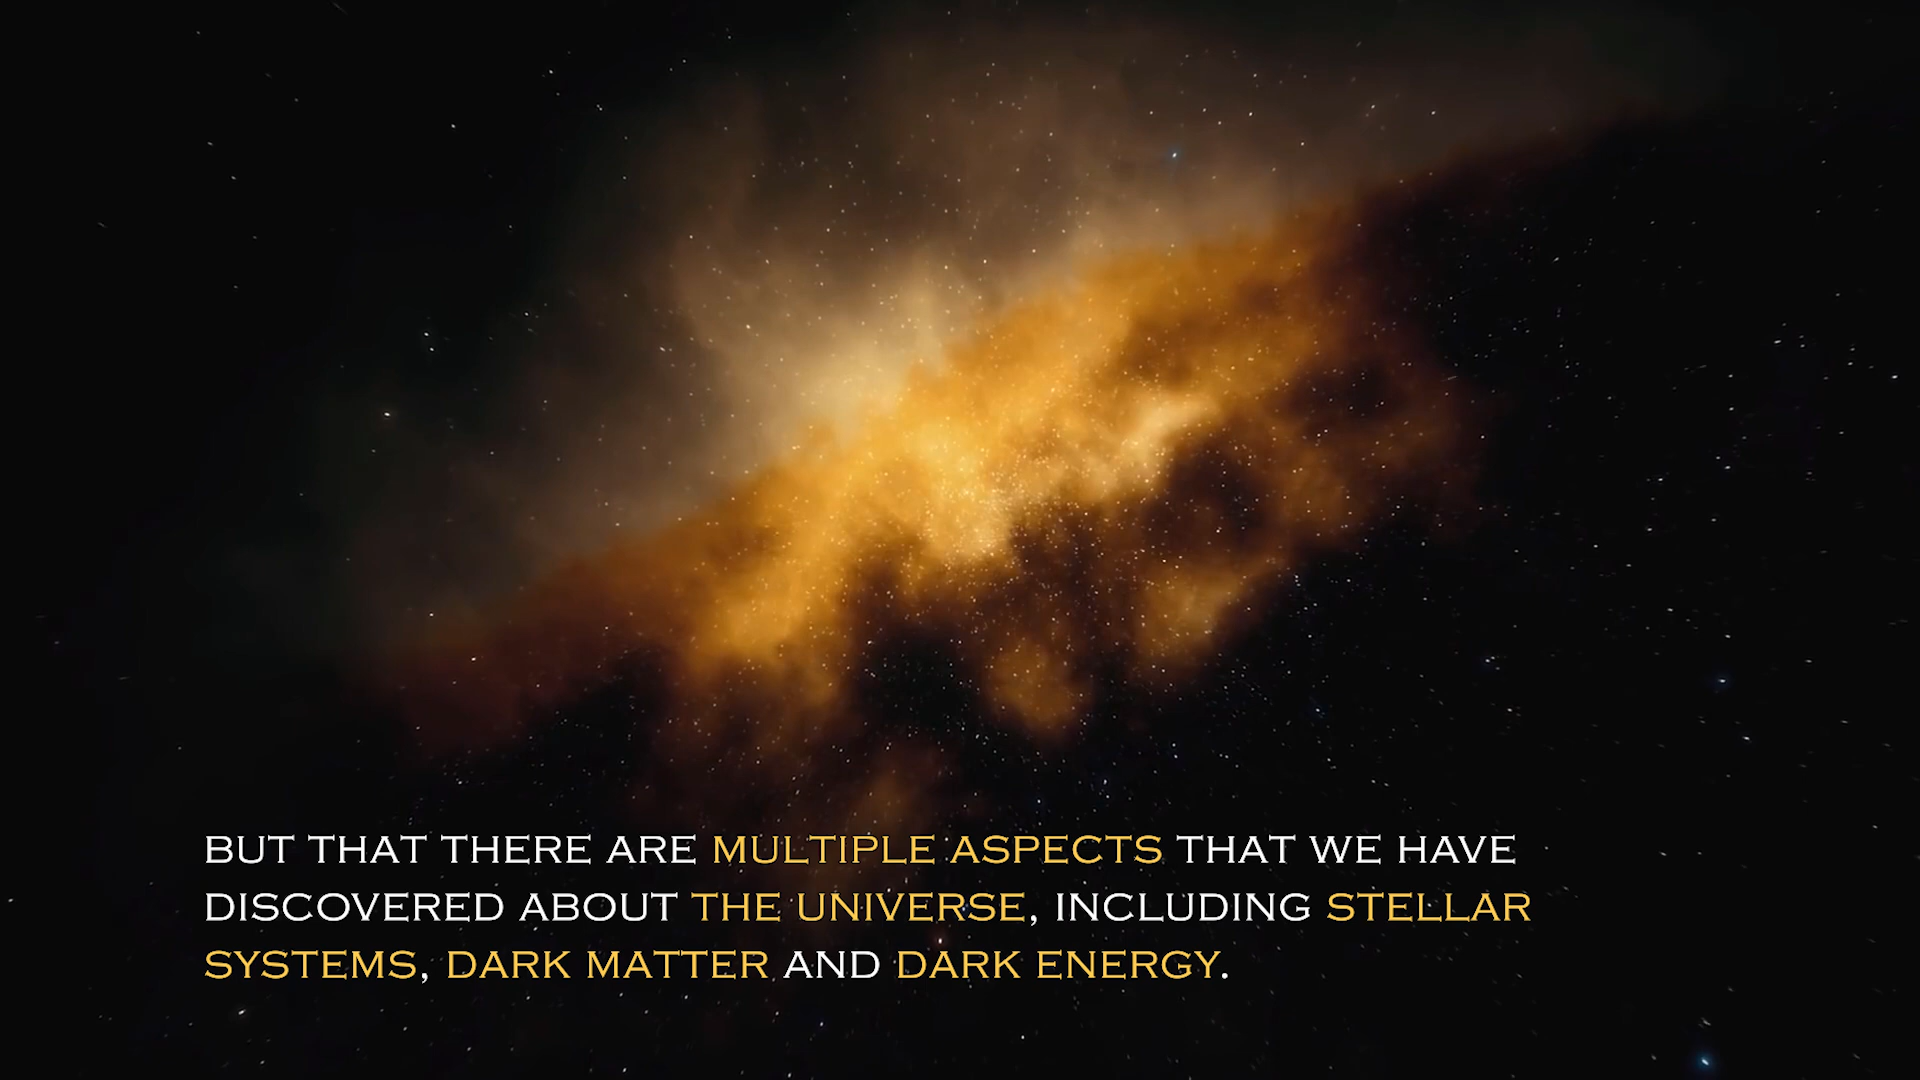 BUT THAT THERE ARE MULTIPLE ASPECTS THAT WE HAVE
DISCOVERED ABOUT THE UNIVERSE, INCLUDING STELLAR
SYSTEMS, DARK MATTER AND DARK ENERGY.